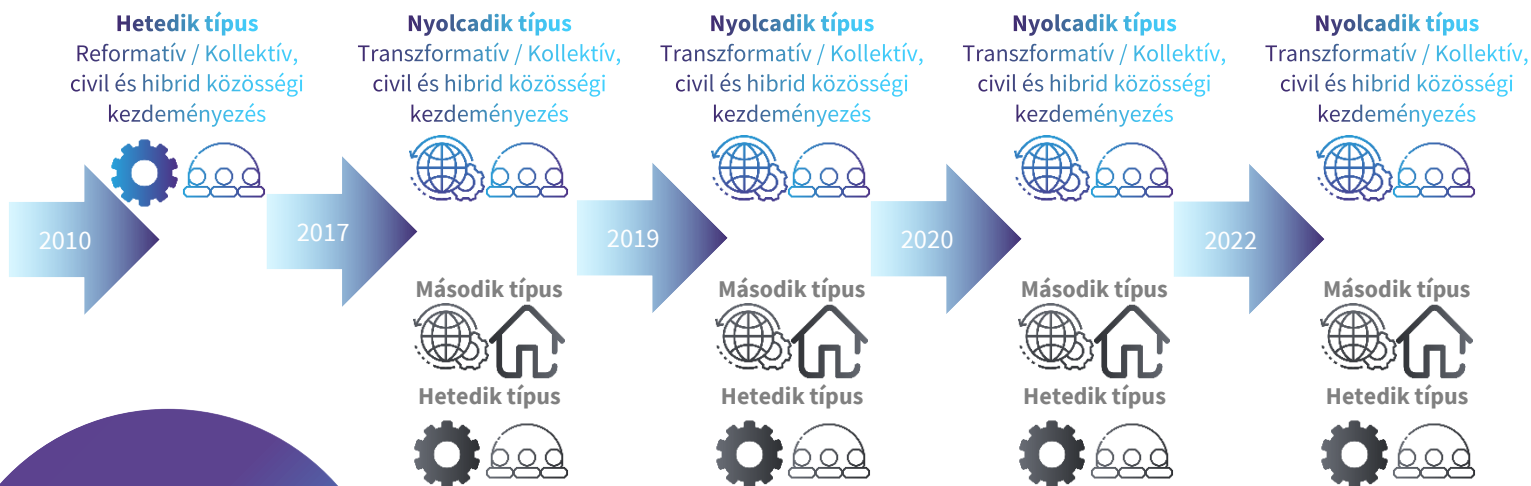 Hetedik típus
Reformatív / Kollektív,
civil és hibrid közösségi
kezdeményezés
2010
Nyolcadik típus
Transzformatív / Kollektív,
civil és hibrid közösségi
kezdeményezés
2017
Második típus
Hetedik típus
Nyolcadik típus
Transzformatív / Kollektív,
civil és hibrid közösségi
kezdeményezés
2019
Második típus
Hetedik típus
Nyolcadik típus
Transzformatív / Kollektív,
civil és hibrid közösségi
kezdeményezés
2020
Második típus
Hetedik típus
Nyolcadik típus
Transzformatív / Kollektív,
civil és hibrid közösségi
kezdeményezés
2022
Második típus
Hetedik típus